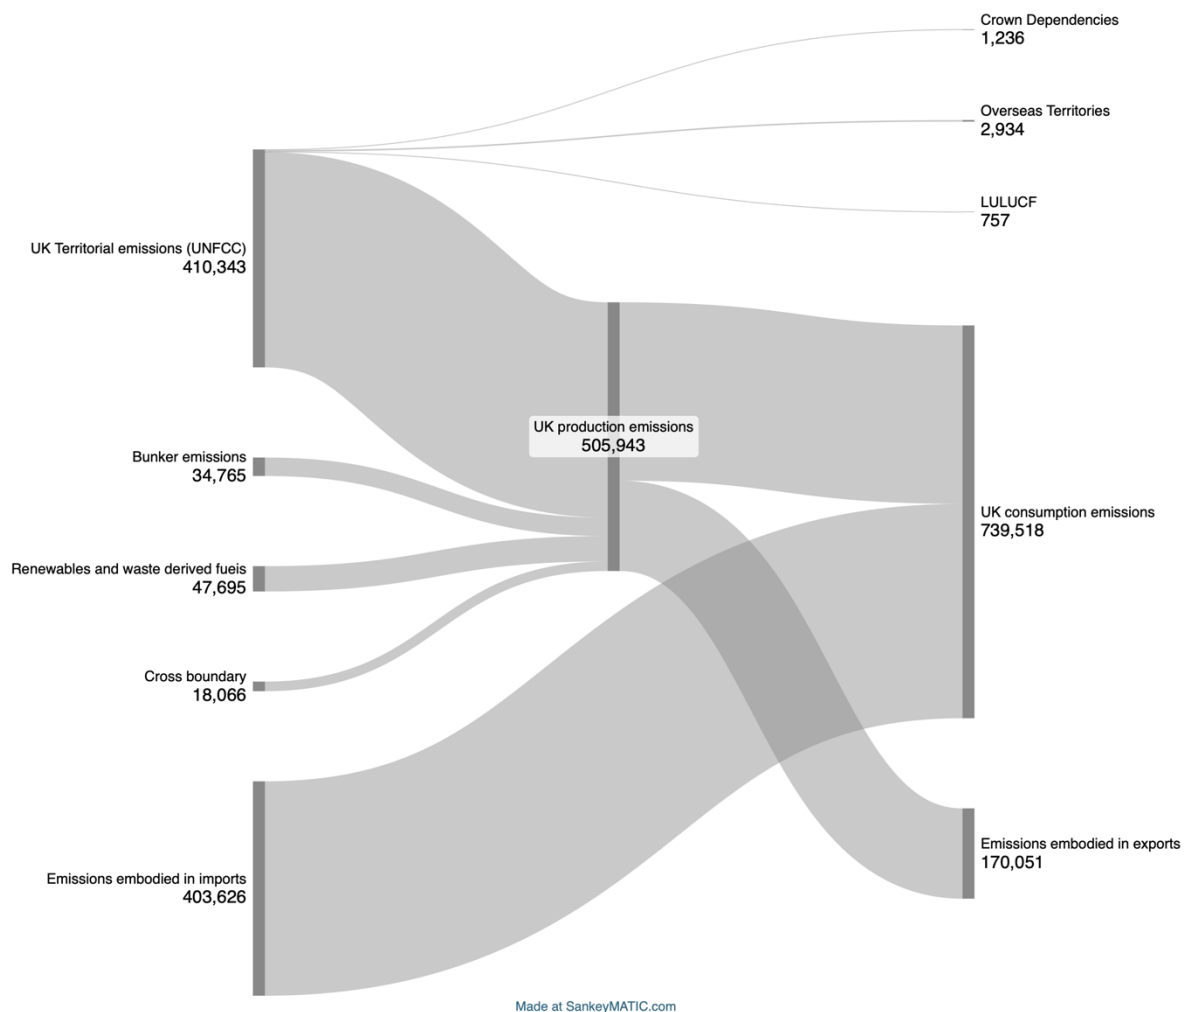 Crown Dependencies
1,236
Overseas Territories
2,934
LULUCF
757
UK Territorial emissions (UNFCC)
410,343
UK production emissions
505,943
Bunker emissions
34,765
UK consumption emissions
739,518
Renewables and waste derived fueis
47,695
Cross boundary
18,066
Emissions embodied in exports
170,051
Emissions embodied in imports
403,626
Made at SankeyMATIC.com